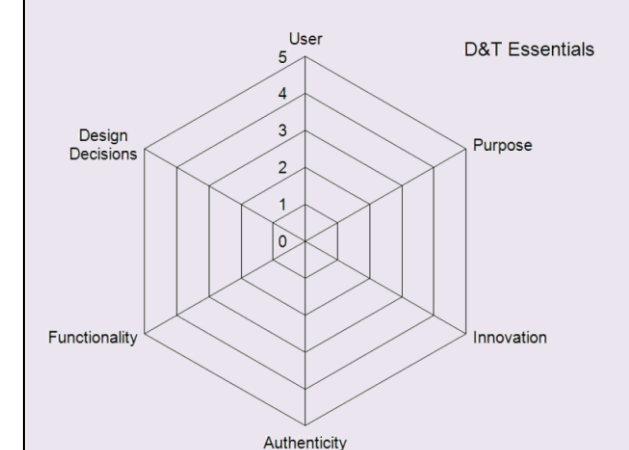 User
D&T Essentials
5
4
3
2
1
0
Design
Decisions
Purpose
Functionality
Innovation
Authenticity